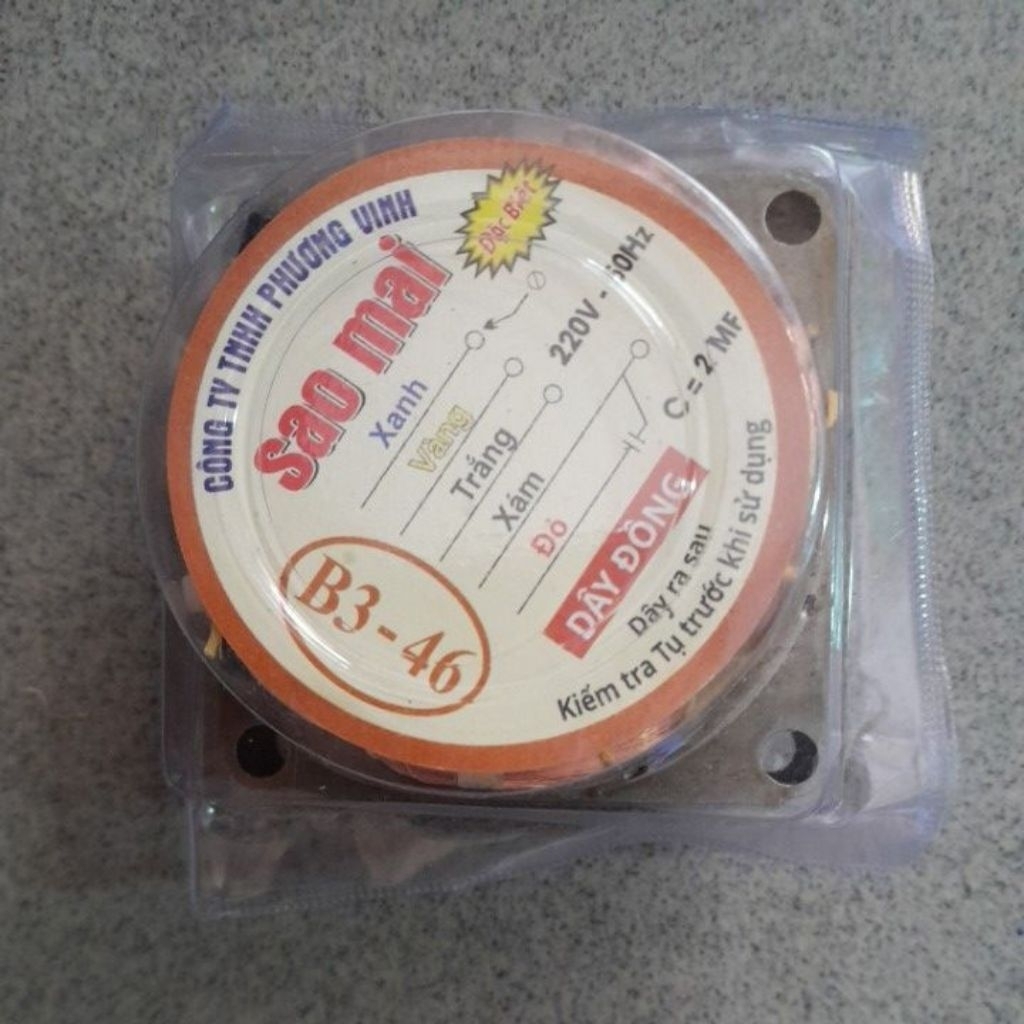 CÔNG TY TNHH PHƯƠNG VINH
Sao mai
Đặc Biệt
Xanh
Vàng
Trắng
Xám
Đỏ
220V - 50Hz
C = 2 MF
B3-46
DÂY ĐỒNG
Dây ra sau
Kiểm tra Tụ trước khi sử dụng